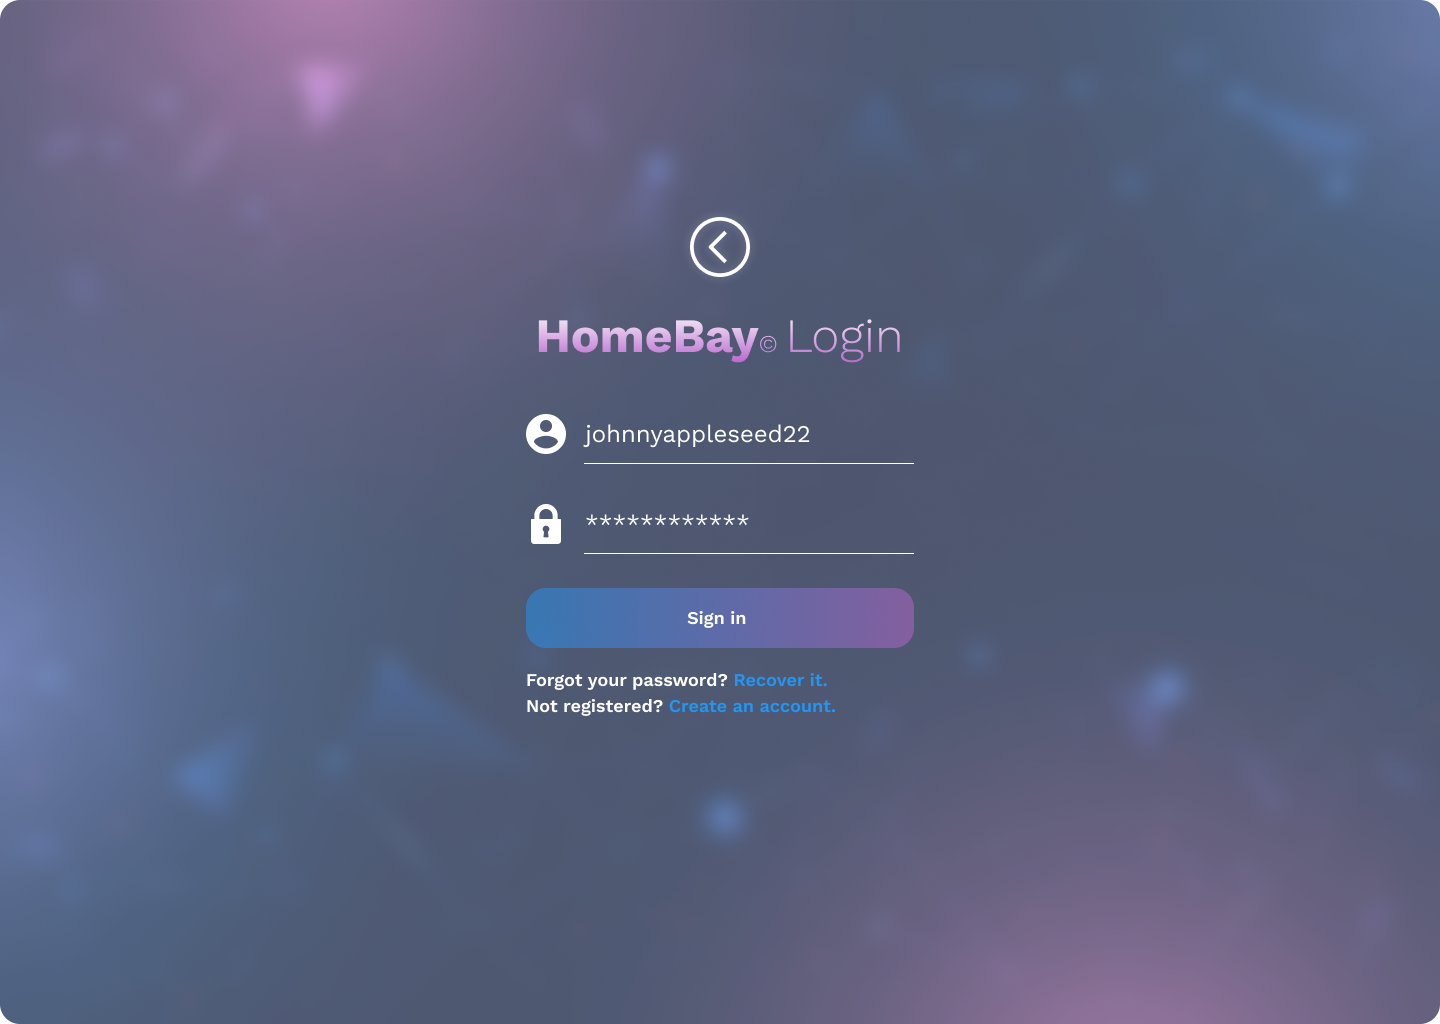 HomeBay© Login
johnnyappleseed22
************
Sign in
Forgot your password? Recover it.
Not registered? Create an account.